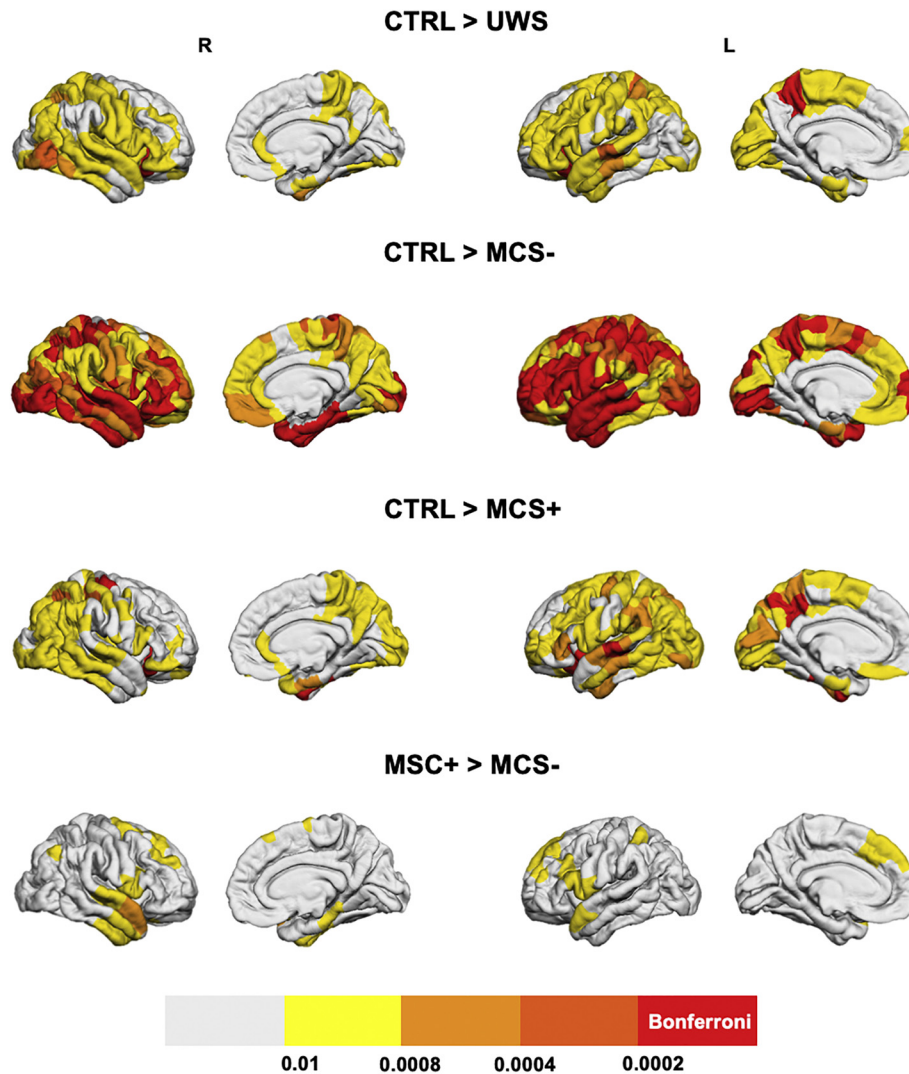 CTRL > UWS
R L
CTRL > MCS-
CTRL > MCS+
MSC+ > MCS-
Bonferroni
0.01 0.0008 0.0004 0.0002